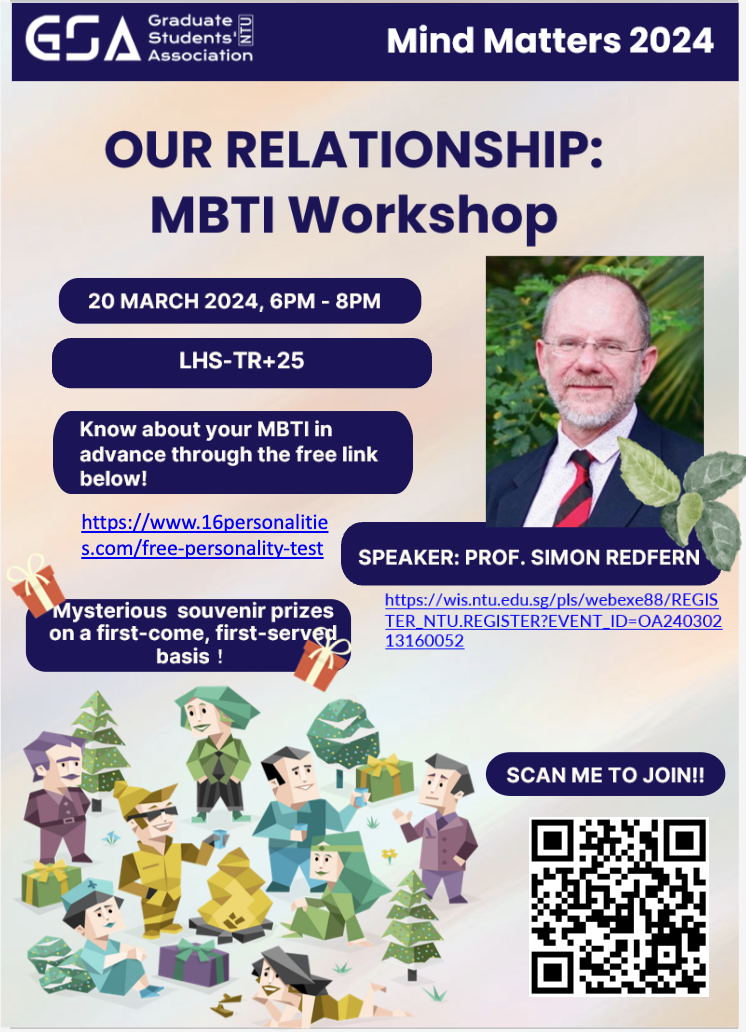 GSA
Graduate
Students'
Association
NTU
Mind Matters 2024
OUR RELATIONSHIP:
MBTI Workshop
20 MARCH 2024, 6PM - 8PM
LHS-TR+25
Know about your MBTI in
advance through the free link
below!
https://www.16personalitie
s.com/free-personality-test
SPEAKER: PROF. SIMON REDFERN
https://wis.ntu.edu.sg/pls/webexe88/REGIS
TER_NTU.REGISTER?EVENT_ID=OA240302
13160052
Mysterious souvenir prizes
on a first-come, first-served
basis！
SCAN ME TO JOIN!!